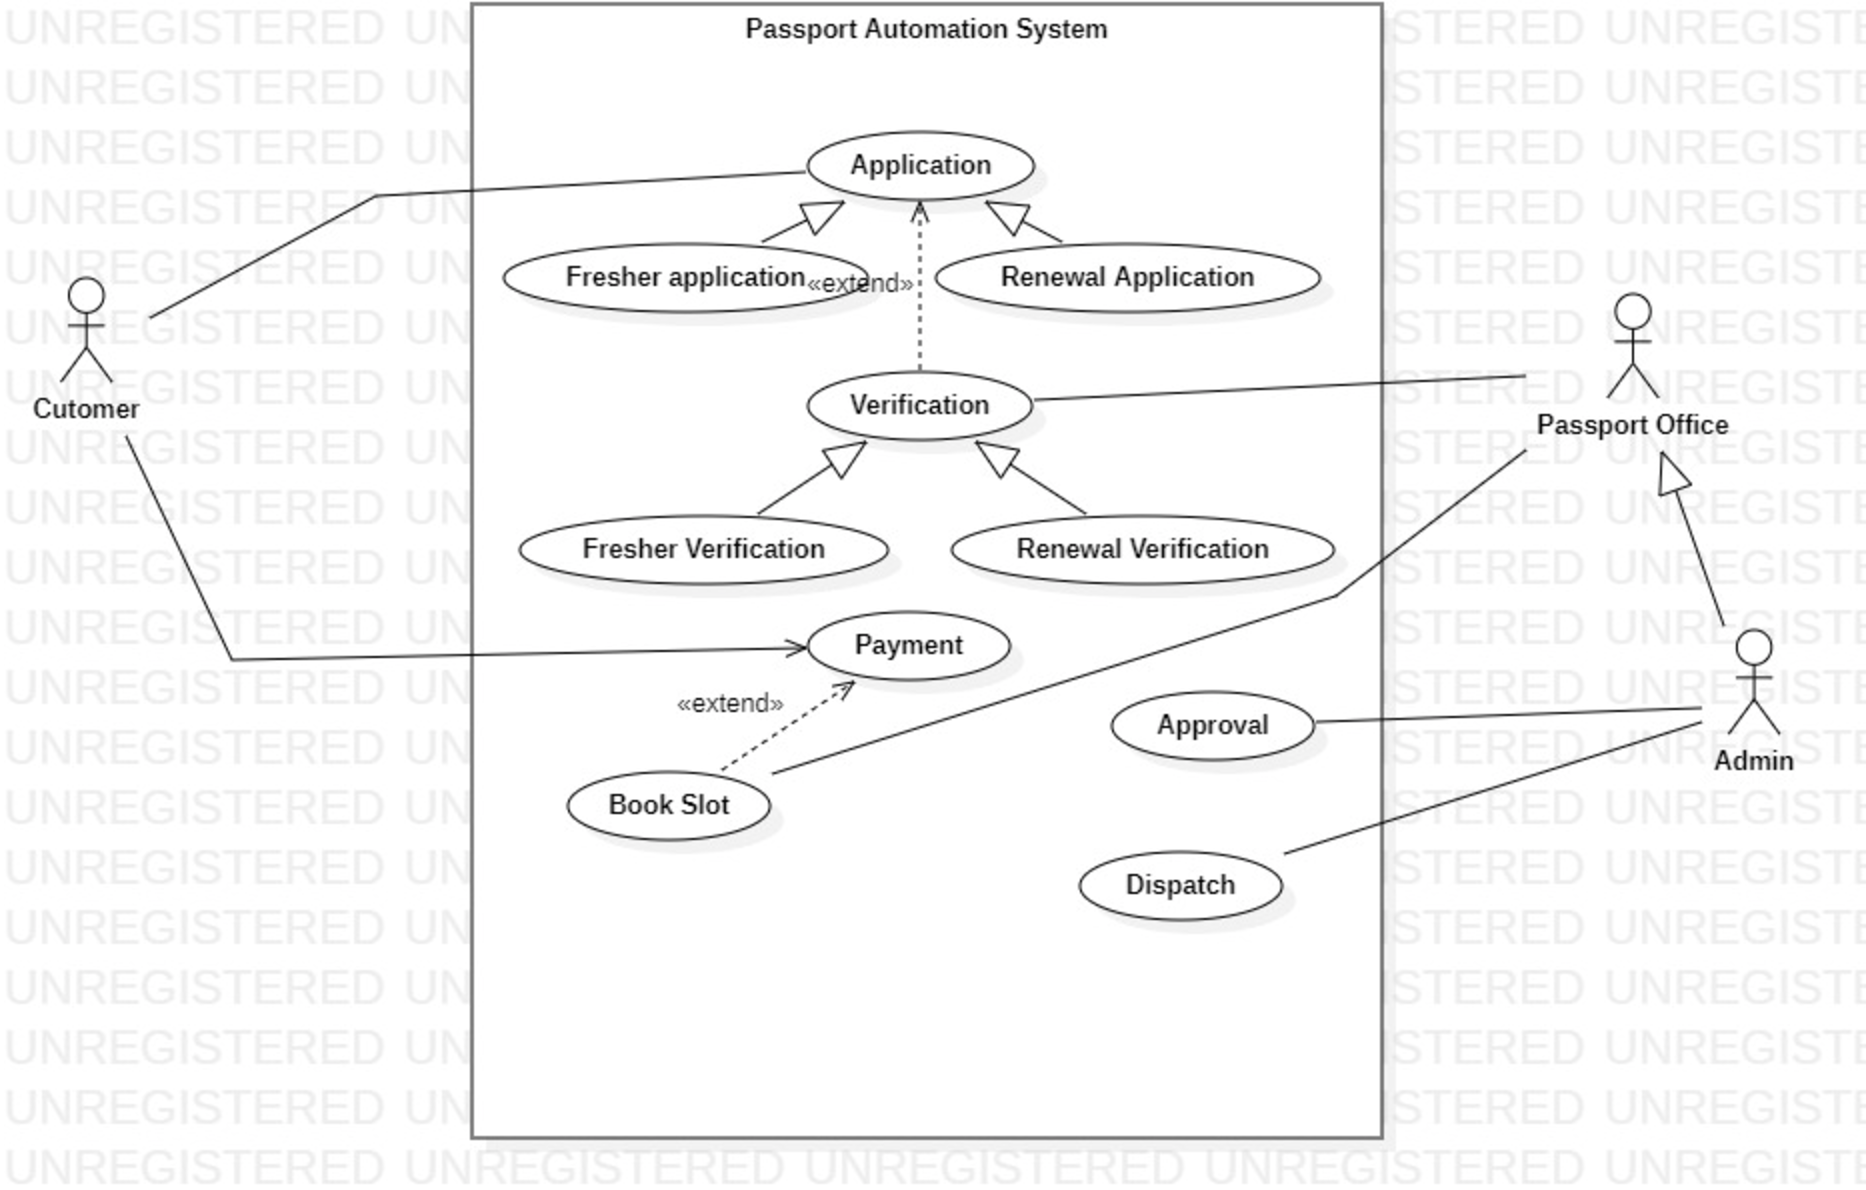 Passport Automation System
Application
Fresher application
«extend»
Renewal Application
Cutomer
Verification
Passport Office
Fresher Verification
Renewal Verification
Payment
«extend»
Approval
Admin
Book Slot
Dispatch
UNREGISTERED UNREGISTERED UNREGISTERED UNREGISTERED